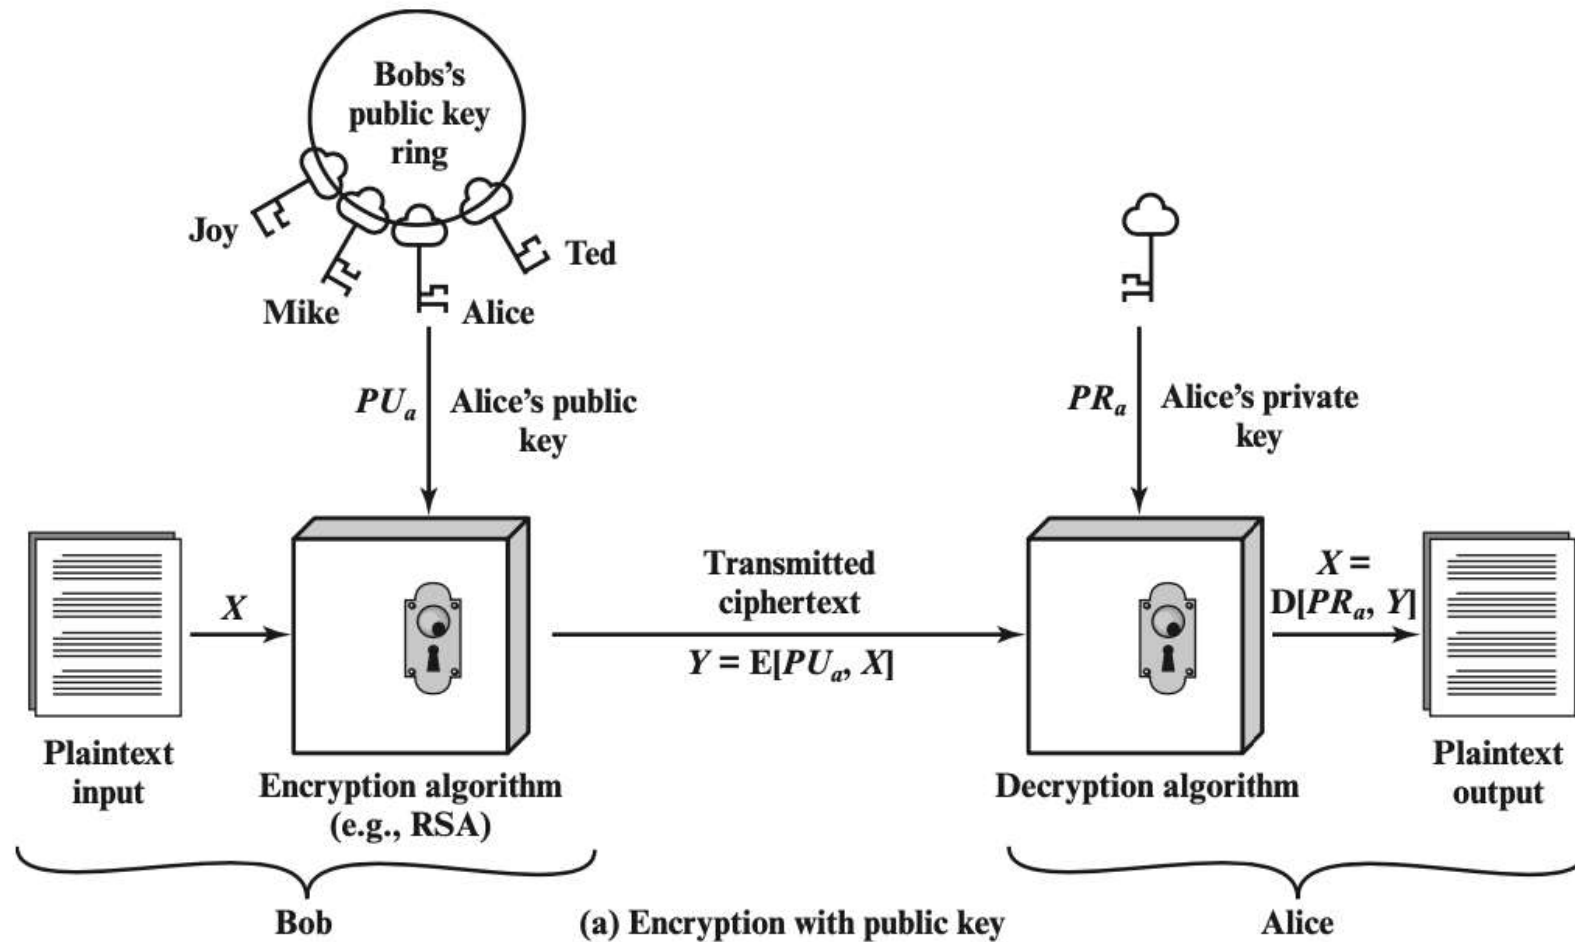 Bobs's
public key
ring
Joy
Mike
Alice
Ted
PUₐ
Alice's public
key
PRₐ
Alice's private
key
X
Transmitted
ciphertext
Y = E[PUₐ, X]
X =
D[PRₐ, Y]
Plaintext
input
Encryption algorithm
(e.g., RSA)
Decryption algorithm
Plaintext
output
Bob
(a) Encryption with public key
Alice